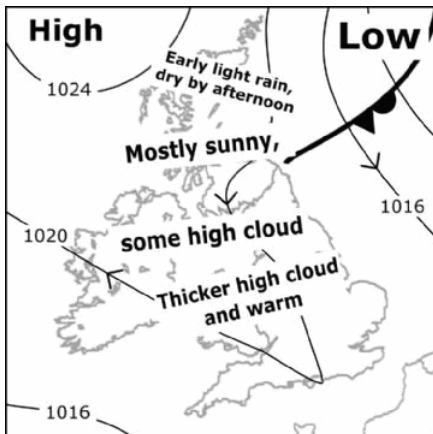 High
Low
1024
Early light rain,
dry by afternoon
Mostly sunny,
1016
1020
some high cloud
Thicker high cloud
and warm
1016